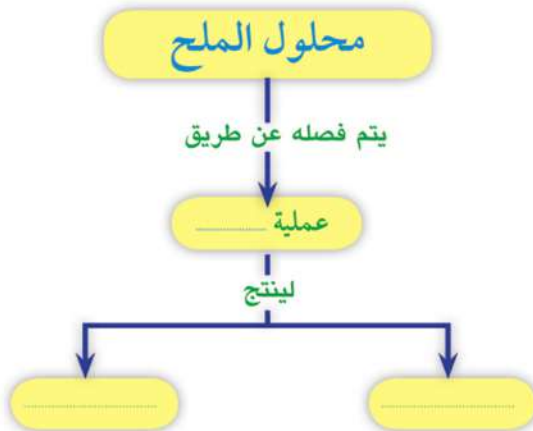 محلول الملح
يتم فصله عن طريق
عملية ..........
لينتج
..........
..........